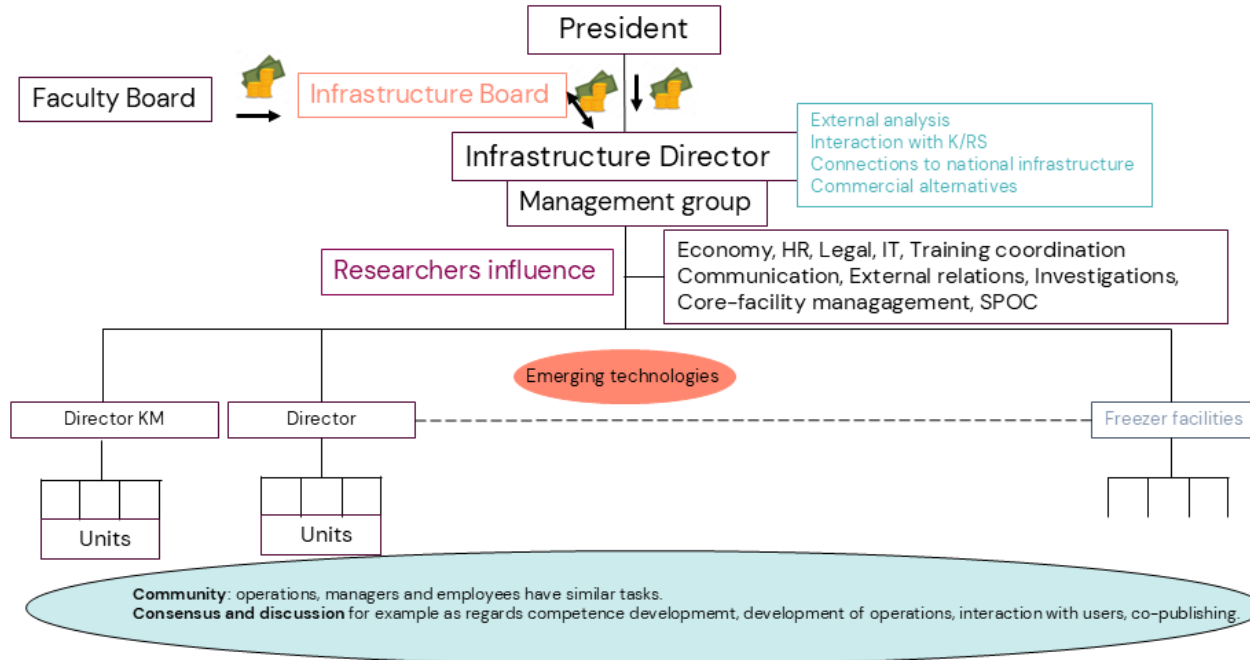 President
Faculty Board
Infrastructure Board
Infrastructure Director
External analysis
Interaction with K/RS
Connections to national infrastructure
Commercial alternatives
Management group
Researchers influence
Economy, HR, Legal, IT, Training coordination
Communication, External relations, Investigations,
Core-facility managagement, SPOC
Emerging technologies
Director KM
Director
Freezer facilities
Units
Units
Community: operations, managers and employees have similar tasks.
Consensus and discussion for example as regards competence developmemt, development of operations, interaction with users, co-publishing.